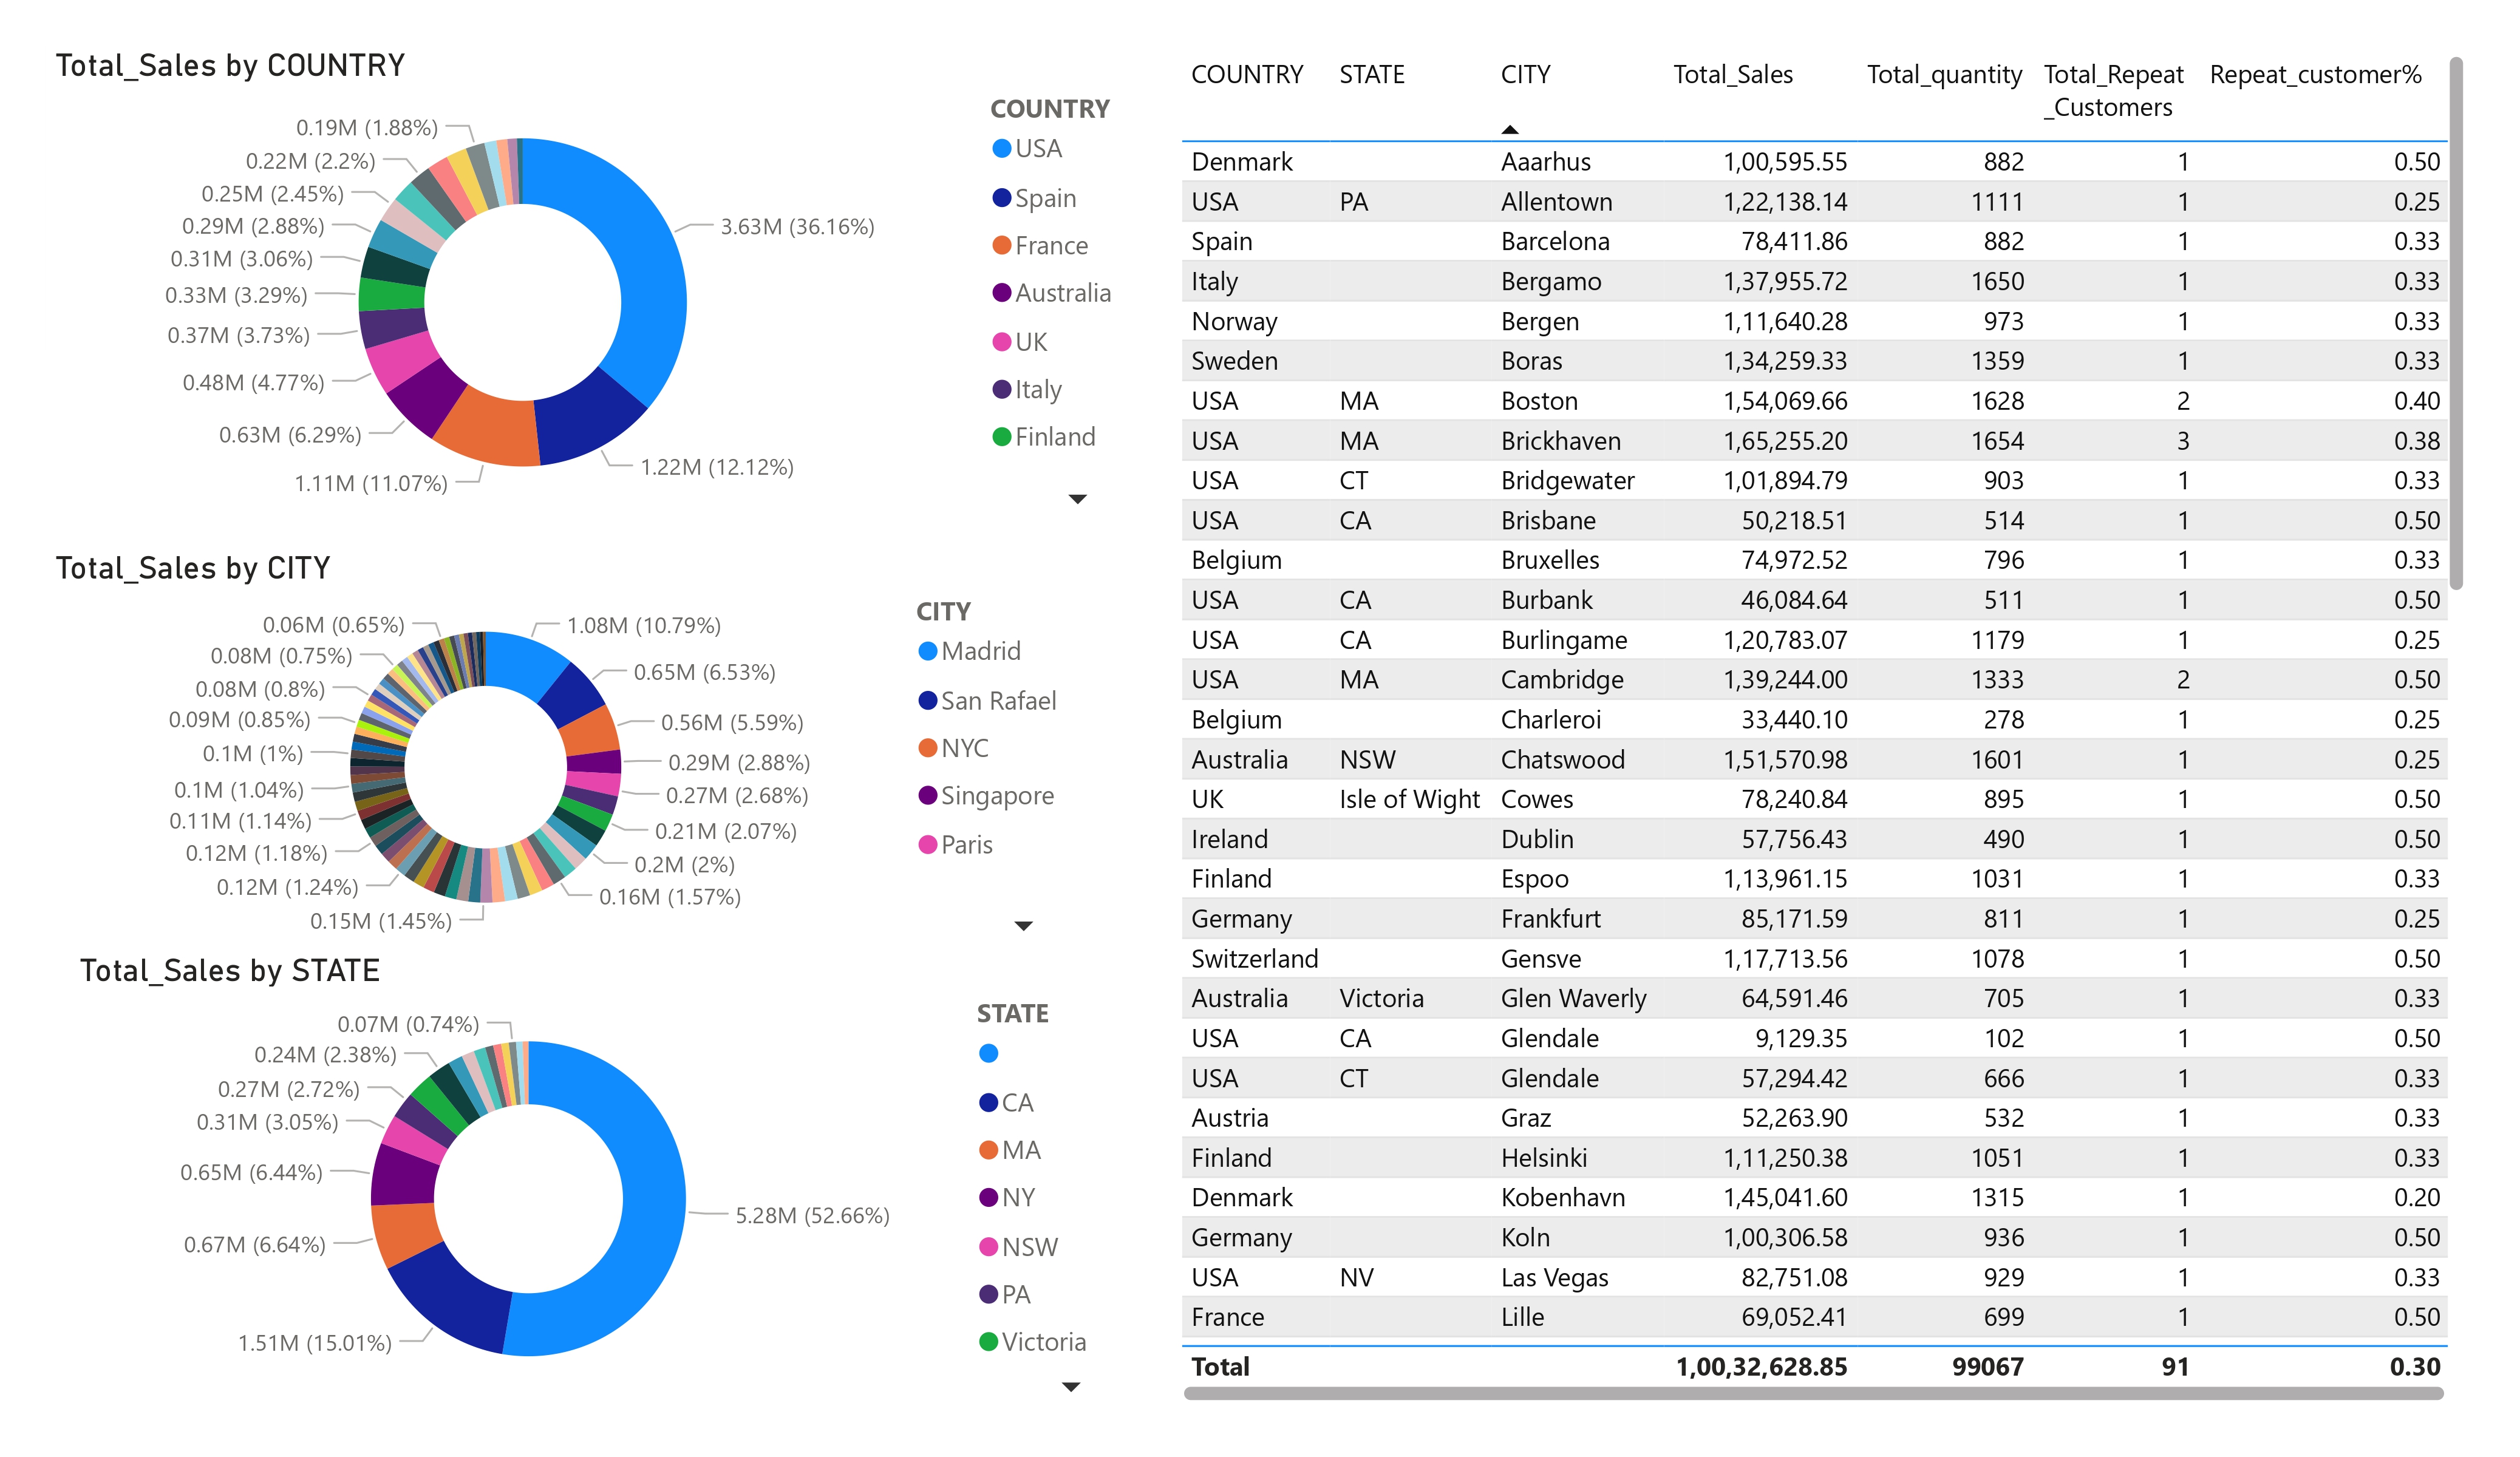 Total_Sales by COUNTRY
0.19M (1.88%)
0.22M (2.2%)
0.25M (2.45%)
0.29M (2.88%)
0.31M (3.06%)
0.33M (3.29%)
0.37M (3.73%)
0.48M (4.77%)
0.63M (6.29%)
1.11M (11.07%)
3.63M (36.16%)
1.22M (12.12%)
COUNTRY
USA
Spain
France
Australia
UK
Italy
Finland
Total_Sales by CITY
0.06M (0.65%)
0.08M (0.75%)
0.08M (0.8%)
0.09M (0.85%)
0.1M (1%)
0.1M (1.04%)
0.11M (1.14%)
0.12M (1.18%)
0.12M (1.24%)
0.15M (1.45%)
1.08M (10.79%)
0.65M (6.53%)
0.56M (5.59%)
0.29M (2.88%)
0.27M (2.68%)
0.21M (2.07%)
0.2M (2%)
0.16M (1.57%)
CITY
Madrid
San Rafael
NYC
Singapore
Paris
Total_Sales by STATE
0.07M (0.74%)
0.24M (2.38%)
0.27M (2.72%)
0.31M (3.05%)
0.65M (6.44%)
0.67M (6.64%)
1.51M (15.01%)
5.28M (52.66%)
STATE
CA
MA
NY
NSW
PA
Victoria
COUNTRY STATE CITY Total_Sales Total_quantity Total_Repeat Repeat_customer%
_Customers
Denmark Aaarhus 1,00,595.55 882 1 0.50
USA PA Allentown 1,22,138.14 1111 1 0.25
Spain Barcelona 78,411.86 882 1 0.33
Italy Bergamo 1,37,955.72 1650 1 0.33
Norway Bergen 1,11,640.28 973 1 0.33
Sweden Boras 1,34,259.33 1359 1 0.33
USA MA Boston 1,54,069.66 1628 2 0.40
USA MA Brickhaven 1,65,255.20 1654 3 0.38
USA CT Bridgewater 1,01,894.79 903 1 0.33
USA CA Brisbane 50,218.51 514 1 0.50
Belgium Bruxelles 74,972.52 796 1 0.33
USA CA Burbank 46,084.64 511 1 0.50
USA CA Burlingame 1,20,783.07 1179 1 0.25
USA MA Cambridge 1,39,244.00 1333 2 0.50
Belgium Charleroi 33,440.10 278 1 0.25
Australia NSW Chatswood 1,51,570.98 1601 1 0.25
UK Isle of Wight Cowes 78,240.84 895 1 0.50
Ireland Dublin 57,756.43 490 1 0.50
Finland Espoo 1,13,961.15 1031 1 0.33
Germany Frankfurt 85,171.59 811 1 0.25
Switzerland Gensve 1,17,713.56 1078 1 0.50
Australia Victoria Glen Waverly 64,591.46 705 1 0.33
USA CA Glendale 9,129.35 102 1 0.50
USA CT Glendale 57,294.42 666 1 0.33
Austria Graz 52,263.90 532 1 0.33
Finland Helsinki 1,11,250.38 1051 1 0.33
Denmark Kobenhavn 1,45,041.60 1315 1 0.20
Germany Koln 1,00,306.58 936 1 0.50
USA NV Las Vegas 82,751.08 929 1 0.33
France Lille 69,052.41 699 1 0.50
Total 1,00,32,628.85 99067 91 0.30